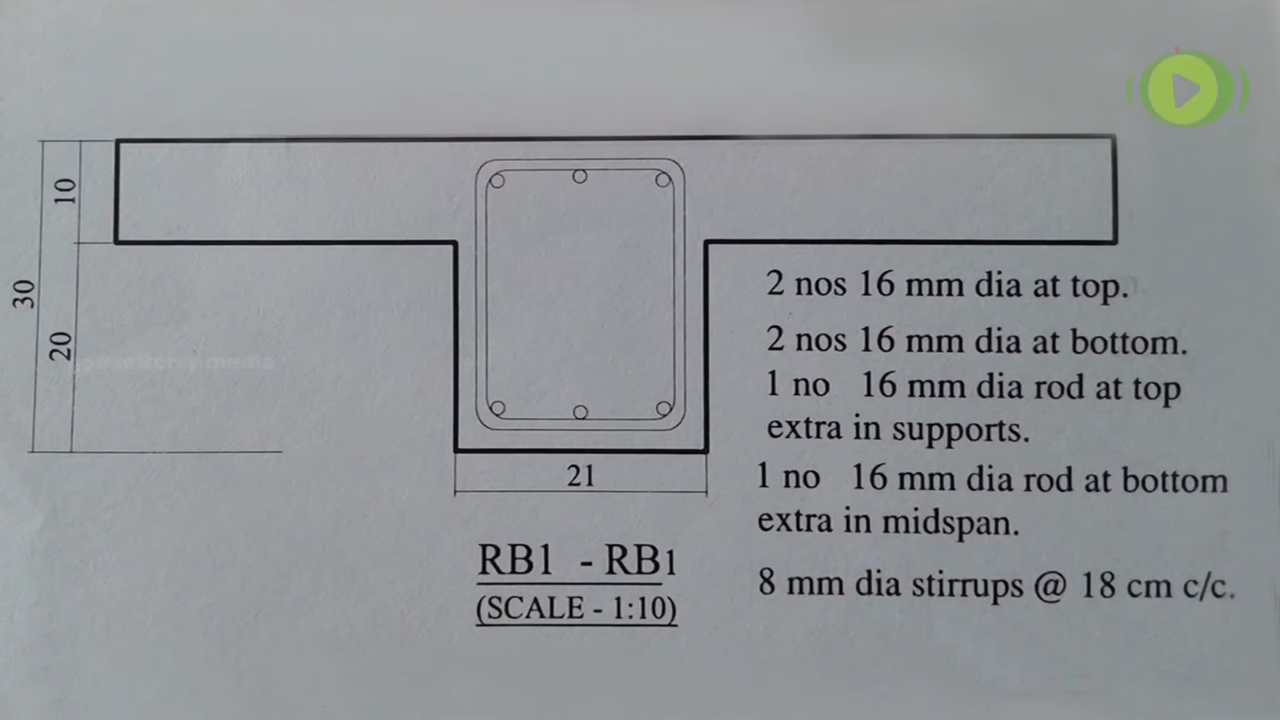 10
30
20
21
2 nos 16 mm dia at top.
2 nos 16 mm dia at bottom.
1 no 16 mm dia rod at top
extra in supports.
1 no 16 mm dia rod at bottom
extra in midspan.
8 mm dia stirrups @ 18 cm c/c.
RB1 - RB1
(SCALE - 1:10)